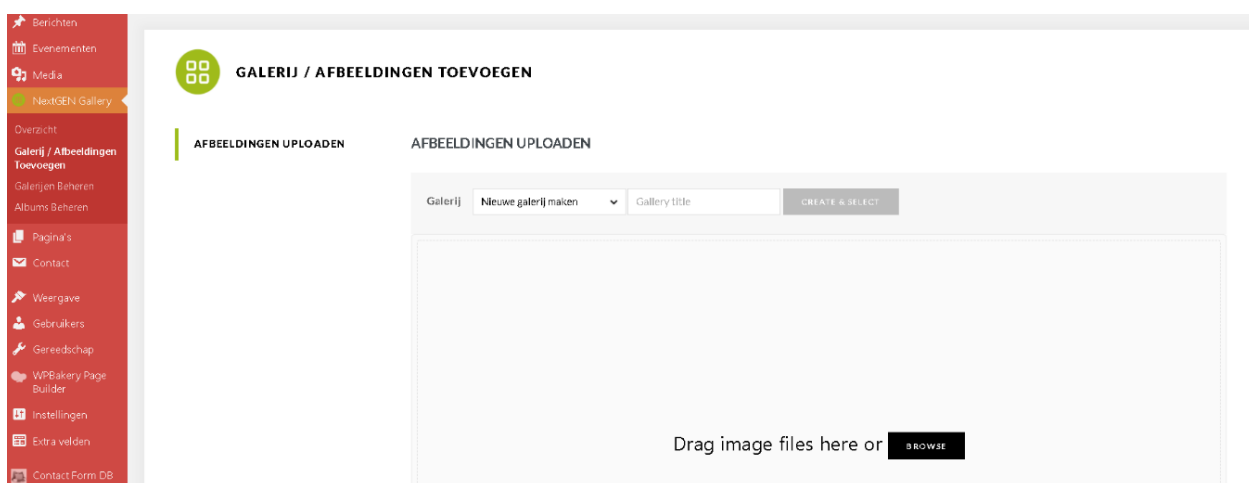 Berichten
Evenementen
Media
NextGEN Gallery
Overzicht
Galerij / Afbeeldingen
Toevoegen
Galerijen Beheren
Albums Beheren
Pagina's
Contact
Weergave
Gebruikers
Gereedschap
WPBakery Page
Builder
Instellingen
Extra velden
Contact Form DB
GALERIJ / AFBEELDINGEN TOEVOEGEN
AFBEELDINGEN UPLOADEN
AFBEELDINGEN UPLOADEN
Galerij Nieuwe galerij maken Gallery title CREATE & SELECT
Drag image files here or BROWSE